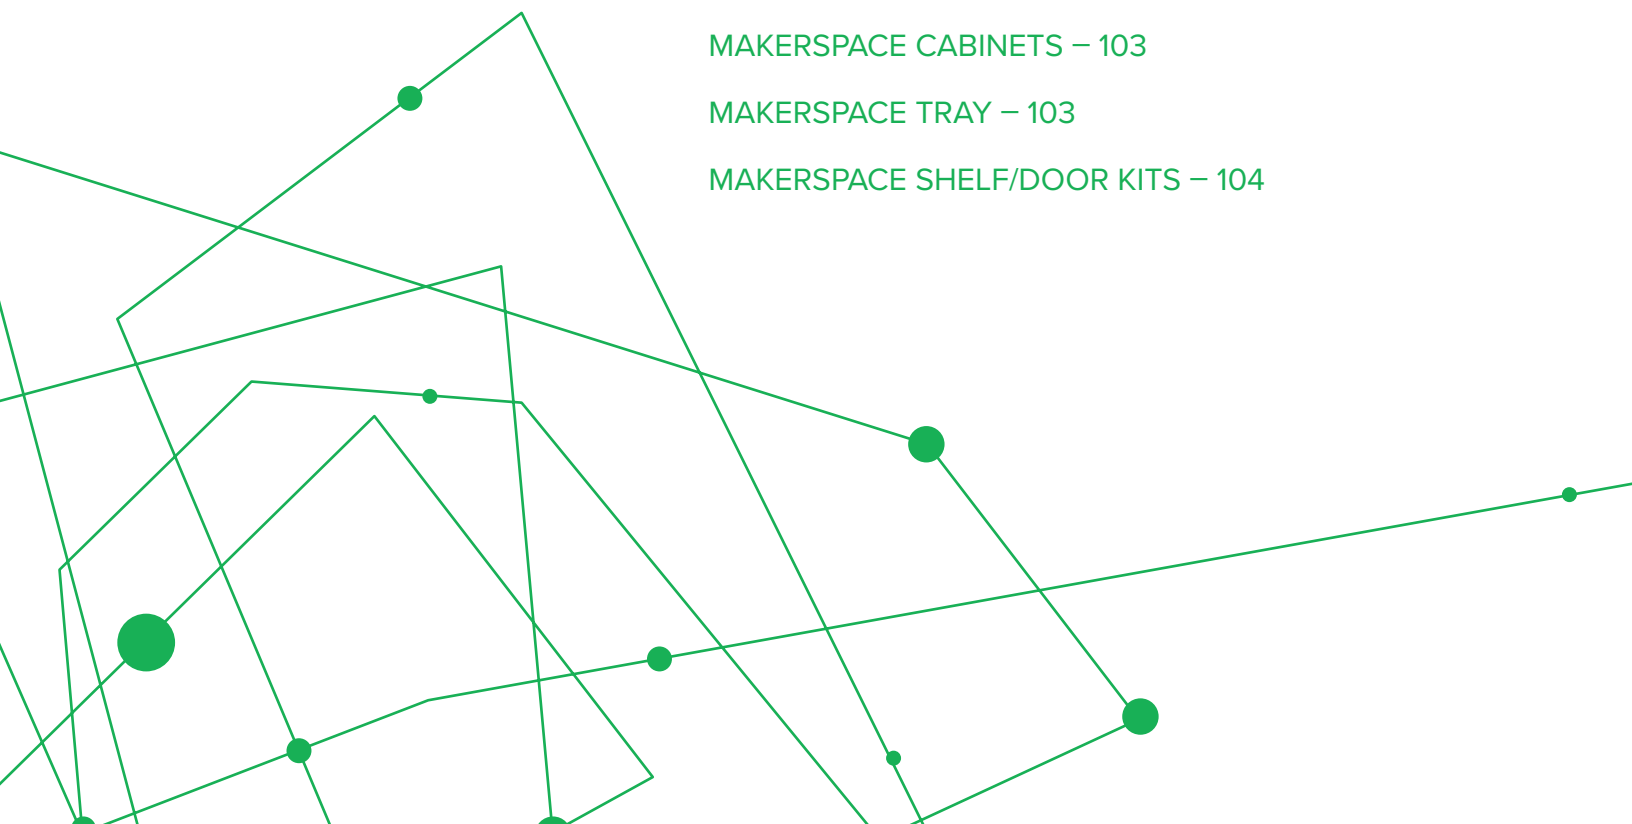 MAKERSPACE CABINETS – 103
MAKERSPACE TRAY – 103
MAKERSPACE SHELF/DOOR KITS – 104